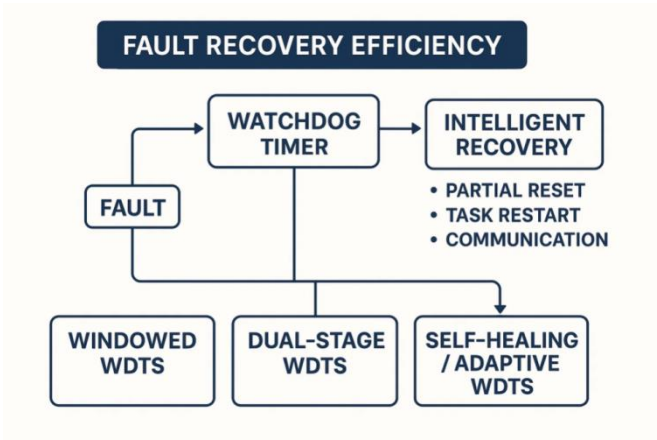 FAULT RECOVERY EFFICIENCY
WATCHDOG
TIMER
INTELLIGENT
RECOVERY
• PARTIAL RESET
• TASK RESTART
• COMMUNICATION
FAULT
WINDOWED
WDTS
DUAL-STAGE
WDTS
SELF-HEALING
/ ADAPTIVE
WDTS